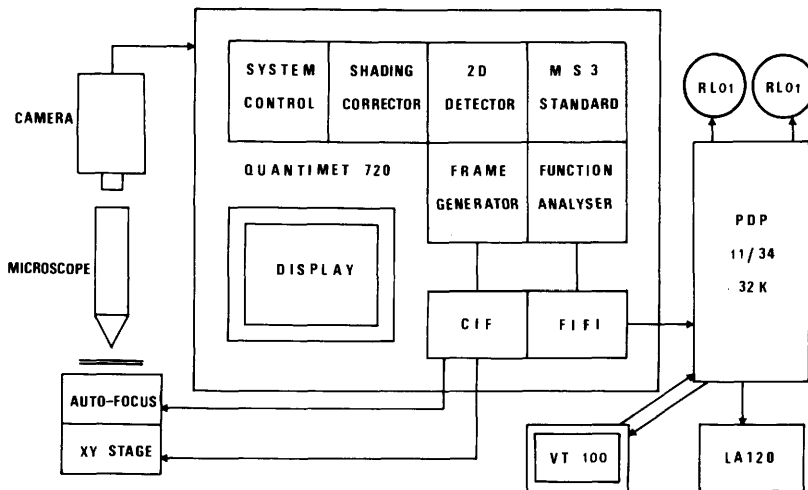 SYSTEM CONTROL
SHADING CORRECTOR
2D DETECTOR
M S 3 STANDARD
RL01
RL01
CAMERA
QUANTIMET 720
FRAME GENERATOR
FUNCTION ANALYSER
PDP
11/34
32K
MICROSCOPE
DISPLAY
CIF
FIFI
AUTO-FOCUS
XY STAGE
VT 100
LA120